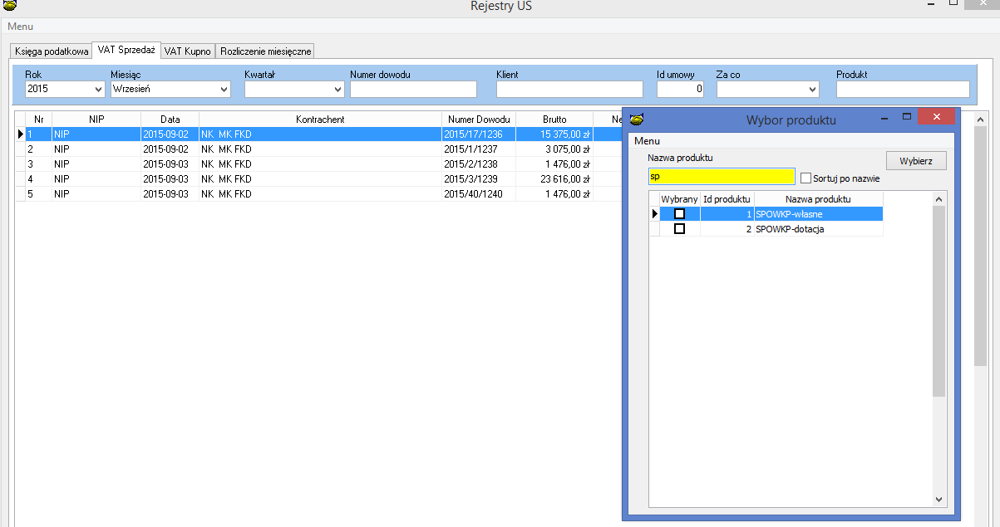 Rejestry US
Menu
Księga podatkowa VAT Sprzedaż VAT Kupno Rozliczenie miesięczne
Rok Miesiąc Kwartał Numer dowodu Klient Id umowy Za co Produkt
2015 Wrzesień 0
Nr NIP Data Kontrachent Numer Dowodu Brutto Ne
1 NIP 2015-09-02 NK MK FKD 2015/17/1236 15 375,00 zł
2 NIP 2015-09-02 NK MK FKD 2015/1/1237 3 075,00 zł
3 NIP 2015-09-03 NK MK FKD 2015/2/1238 1 476,00 zł
4 NIP 2015-09-03 NK MK FKD 2015/3/1239 23 616,00 zł
5 NIP 2015-09-03 NK MK FKD 2015/40/1240 1 476,00 zł
Wybor produktu
Menu
Nazwa produktu
Wybierz
sp
Sortuj po nazwie
Wybrany Id produktu Nazwa produktu
1 SPOWKP-własne
2 SPOWKP-dotacja